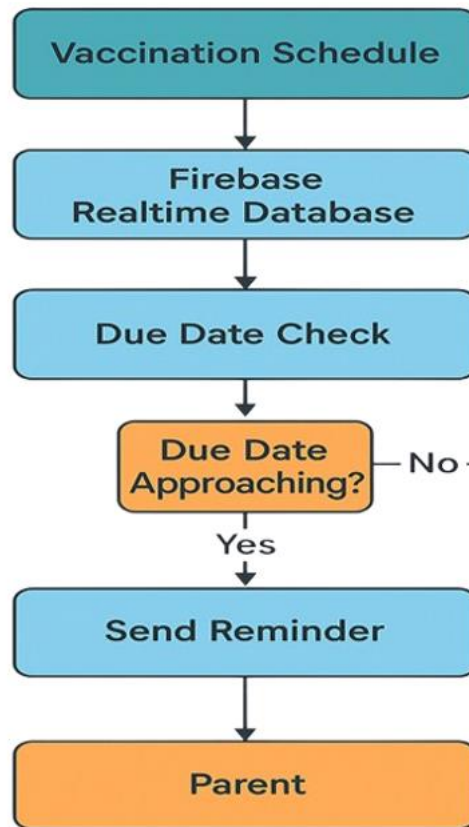 Vaccination Schedule
Firebase
Realtime Database
Due Date Check
Due Date
Approaching?
No
Yes
Send Reminder
Parent